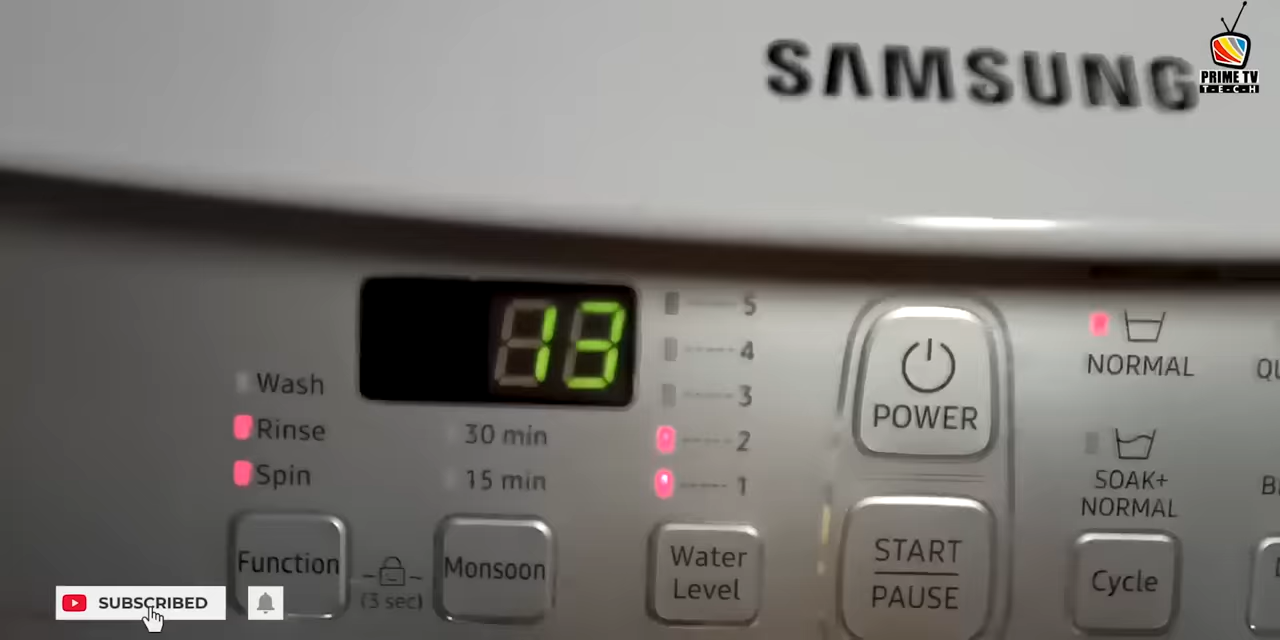 SAMSUNG
PRIME TV
T·E·C·H
13
5
4
3
2
1
Wash
Rinse
Spin
30 min
15 min
POWER
NORMAL
SOAK+
NORMAL
Function
(3 sec)
Monsoon
Water
Level
START
PAUSE
Cycle
SUBSCRIBED